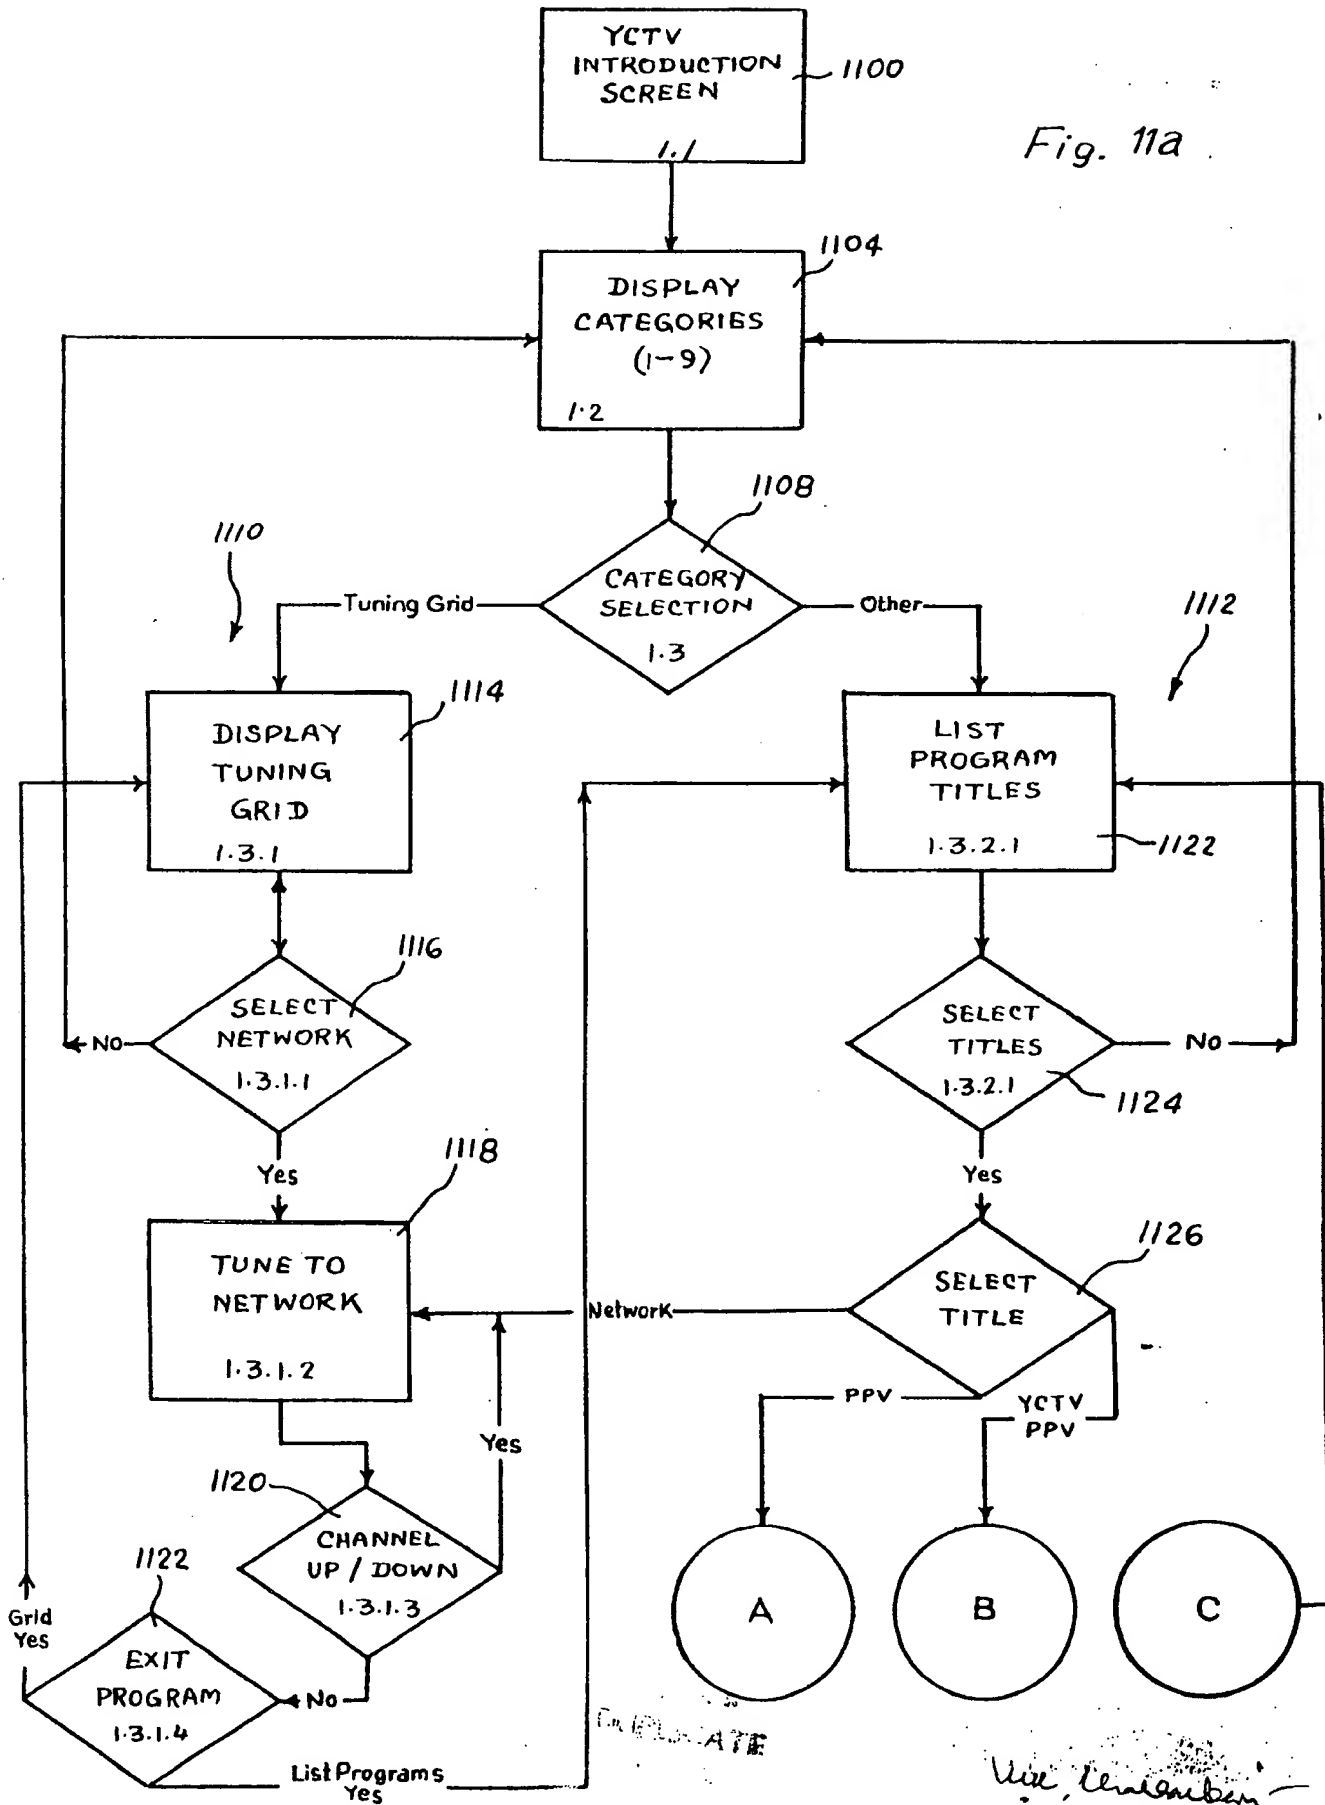 YCTV
INTRODUCTION
SCREEN
1.1
1100
Fig. 11a
1104
DISPLAY
CATEGORIES
(1-9)
1.2
1108
CATEGORY
SELECTION
1.3
1110
Tuning Grid
Other
1112
1114
DISPLAY
TUNING
GRID
1.3.1
LIST
PROGRAM
TITLES
1.3.2.1
1122
1116
SELECT
NETWORK
1.3.1.1
No
SELECT
TITLES
1.3.2.1
No
1124
Yes
1118
Yes
TUNE TO
NETWORK
1.3.1.2
1126
SELECT
TITLE
Network
PPV
YCTV
PPV
Yes
1120
CHANNEL
UP / DOWN
1.3.1.3
1122
Grid
Yes
EXIT
PROGRAM
1.3.1.4
No
List Programs
Yes
A
B
C